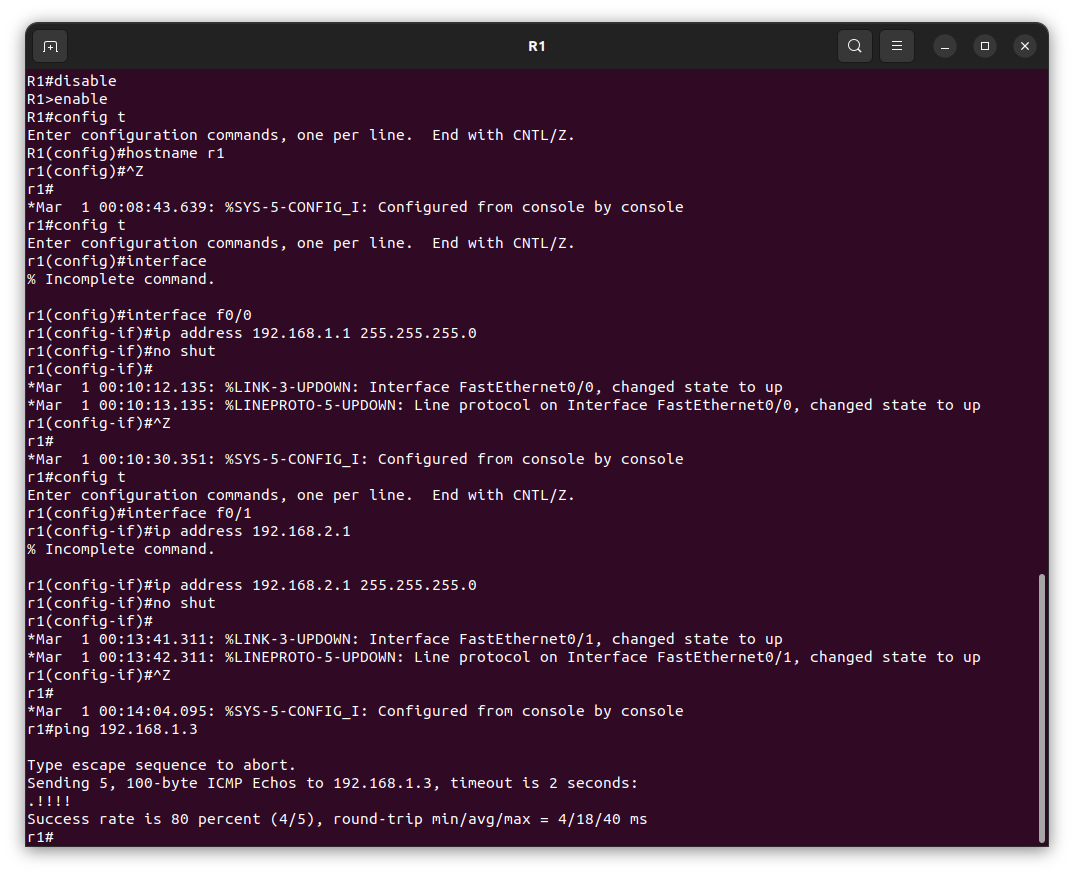 R1
R1#disable
R1>enable
R1#config t
Enter configuration commands, one per line.  End with CNTL/Z.
R1(config)#hostname r1
r1(config)#^Z
r1#
*Mar  1 00:08:43.639: %SYS-5-CONFIG_I: Configured from console by console
r1#config t
Enter configuration commands, one per line.  End with CNTL/Z.
r1(config)#interface
% Incomplete command.

r1(config)#interface f0/0
r1(config-if)#ip address 192.168.1.1 255.255.255.0
r1(config-if)#no shut
r1(config-if)#
*Mar  1 00:10:12.135: %LINK-3-UPDOWN: Interface FastEthernet0/0, changed state to up
*Mar  1 00:10:13.135: %LINEPROTO-5-UPDOWN: Line protocol on Interface FastEthernet0/0, changed state to up
r1(config-if)#^Z
r1#
*Mar  1 00:10:30.351: %SYS-5-CONFIG_I: Configured from console by console
r1#config t
Enter configuration commands, one per line.  End with CNTL/Z.
r1(config)#interface f0/1
r1(config-if)#ip address 192.168.2.1
% Incomplete command.

r1(config-if)#ip address 192.168.2.1 255.255.255.0
r1(config-if)#no shut
r1(config-if)#
*Mar  1 00:13:41.311: %LINK-3-UPDOWN: Interface FastEthernet0/1, changed state to up
*Mar  1 00:13:42.311: %LINEPROTO-5-UPDOWN: Line protocol on Interface FastEthernet0/1, changed state to up
r1(config-if)#^Z
r1#
*Mar  1 00:14:04.095: %SYS-5-CONFIG_I: Configured from console by console
r1#ping 192.168.1.3

Type escape sequence to abort.
Sending 5, 100-byte ICMP Echos to 192.168.1.3, timeout is 2 seconds:
.!!!!
Success rate is 80 percent (4/5), round-trip min/avg/max = 4/18/40 ms
r1#